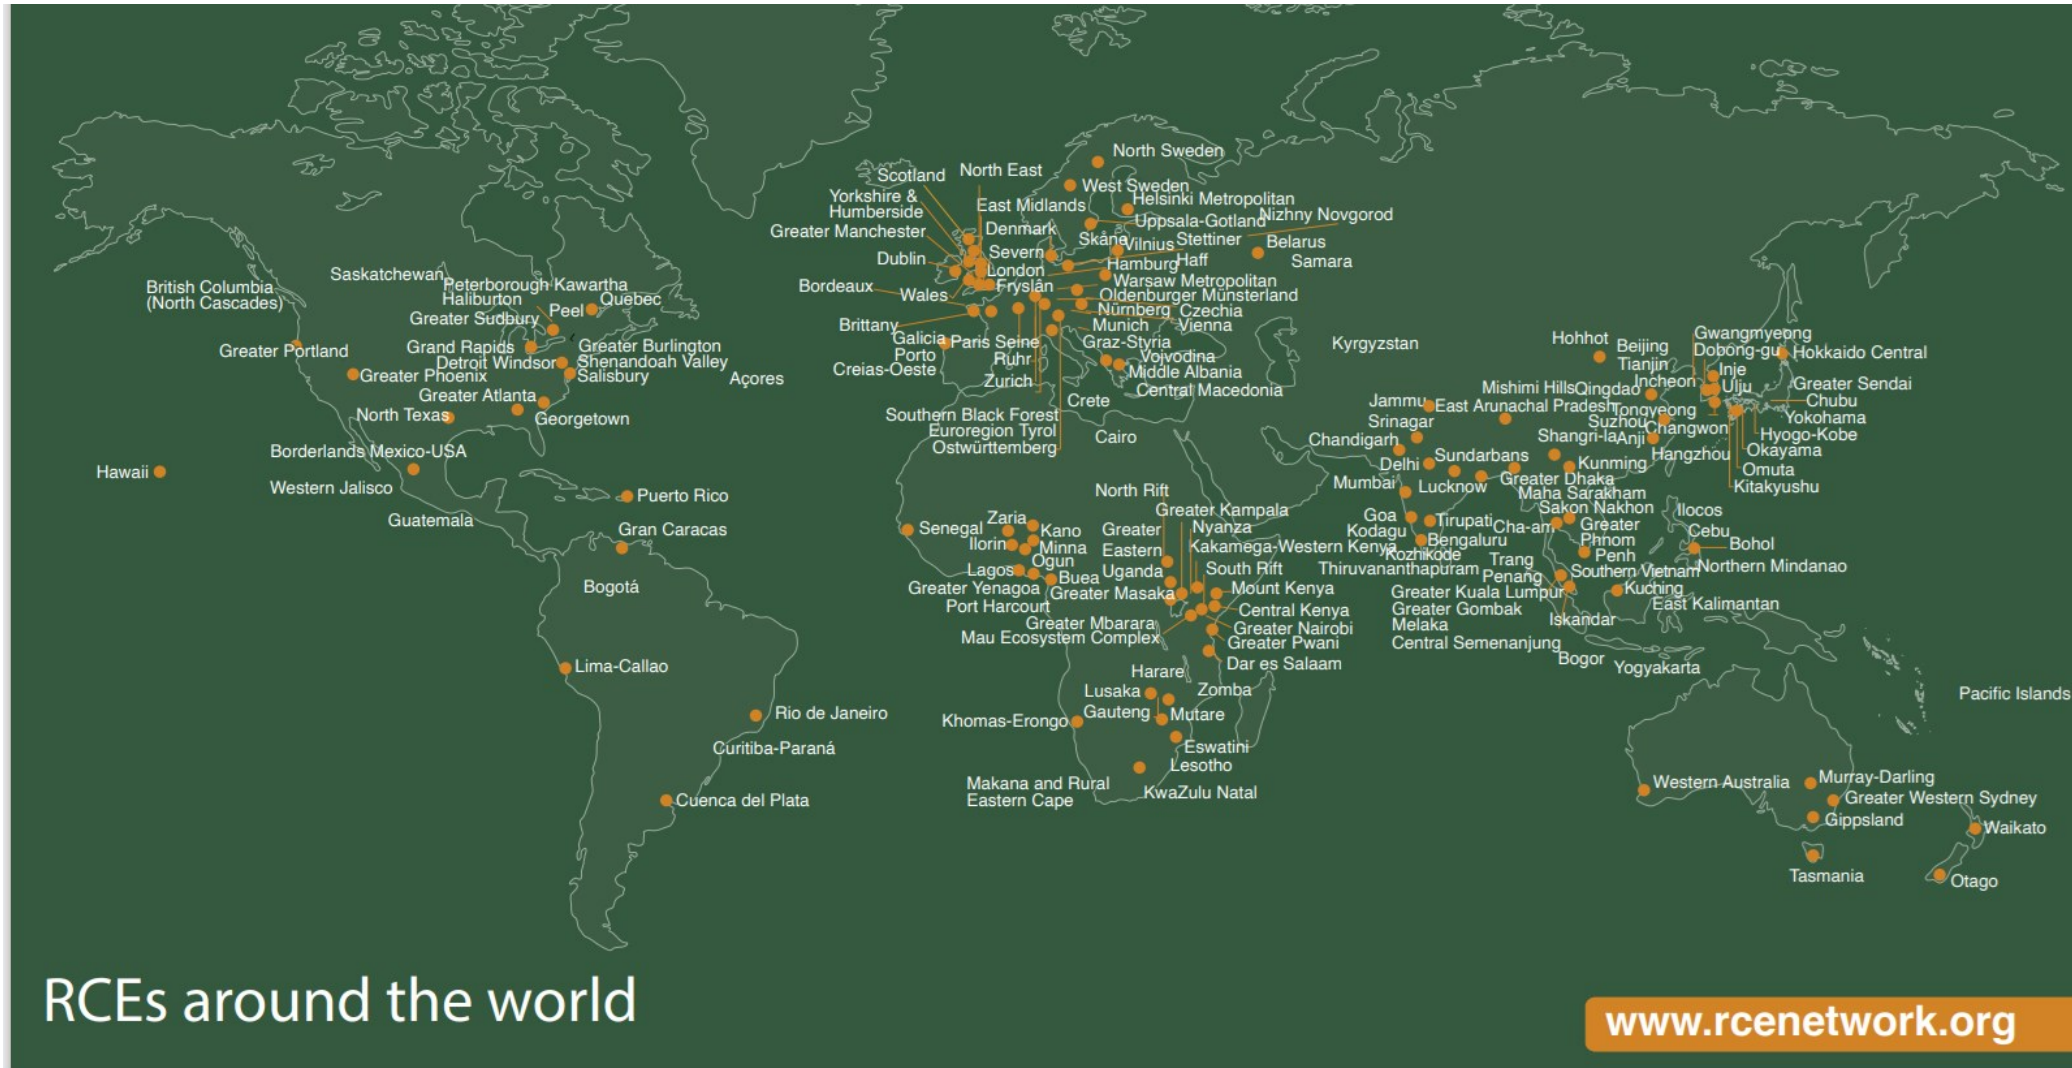 North Sweden
Scotland
North East
West Sweden
Yorkshire &
Humberside
East Midlands
Helsinki Metropolitan
Uppsala-Gotland
Nizhny Novgorod
Greater Manchester
Denmark
Skåne
Vilnius
Stettiner
Haff
Belarus
Samara
Dublin
Severn
London
Hamburg
Bordeaux
Wales
Fryslân
Warsaw Metropolitan
Oldenburger Münsterland
Nürnberg
Czechia
Brittany
Munich
Vienna
Galicia
Paris Seine
Graz-Styria
Porto
Ruhr
Vojvodina
Creias-Oeste
Middle Albania
Zurich
Central Macedonia
Crete
Southern Black Forest
Euroregion Tyrol
Ostwürttemberg
Cairo
Açores
Saskatchewan
British Columbia
(North Cascades)
Peterborough Kawartha
Haliburton
Peel
Quebec
Greater Sudbury
Greater Portland
Grand Rapids
Greater Burlington
Detroit Windsor
Shenandoah Valley
Greater Phoenix
Salisbury
Greater Atlanta
North Texas
Georgetown
Borderlands Mexico-USA
Hawaii
Western Jalisco
Puerto Rico
Guatemala
Gran Caracas
Bogotá
Lima-Callao
Rio de Janeiro
Curitiba-Paraná
Cuenca del Plata
Senegal
Zaria
Kano
Ilorin
Minna
Ogun
Lagos
Buea
Greater Yenagoa
Port Harcourt
North Rift
Greater Kampala
Greater
Eastern
Uganda
Nyanza
Kakamega-Western Kenya
South Rift
Greater Masaka
Mount Kenya
Central Kenya
Greater Mbarara
Greater Nairobi
Mau Ecosystem Complex
Greater Pwani
Dar es Salaam
Harare
Lusaka
Zomba
Gauteng
Mutare
Khomas-Erongo
Eswatini
Lesotho
Makana and Rural
Eastern Cape
KwaZulu Natal
Kyrgyzstan
Hohhot
Beijing
Tianjin
Gwangmyeong
Dobong-gu
Hokkaido Central
Inje
Mishimi Hills
Qingdao
Incheon
Ulju
Greater Sendai
Jammu
East Arunachal Pradesh
Tongyeong
Chubu
Srinagar
Suzhou
Changwon
Yokohama
Chandigarh
Shangri-la
Anji
Hyogo-Kobe
Delhi
Sundarbans
Kunming
Hangzhou
Okayama
Mumbai
Lucknow
Greater Dhaka
Omuta
Maha Sarakham
Kitakyushu
Goa
Tirupati
Sakon Nakhon
Ilocos
Kodagu
Bengaluru
Cha-am
Greater
Phnom
Penh
Cebu
Bohol
Kozhikode
Thiruvananthapuram
Trang
Northern Mindanao
Penang
Southern Vietnam
Greater Kuala Lumpur
Kuching
Greater Gombak
East Kalimantan
Melaka
Iskandar
Central Semenanjung
Bogor
Yogyakarta
Pacific Islands
Western Australia
Murray-Darling
Greater Western Sydney
Gippsland
Waikato
Tasmania
Otago
RCEs around the world
www.rcenetwork.org